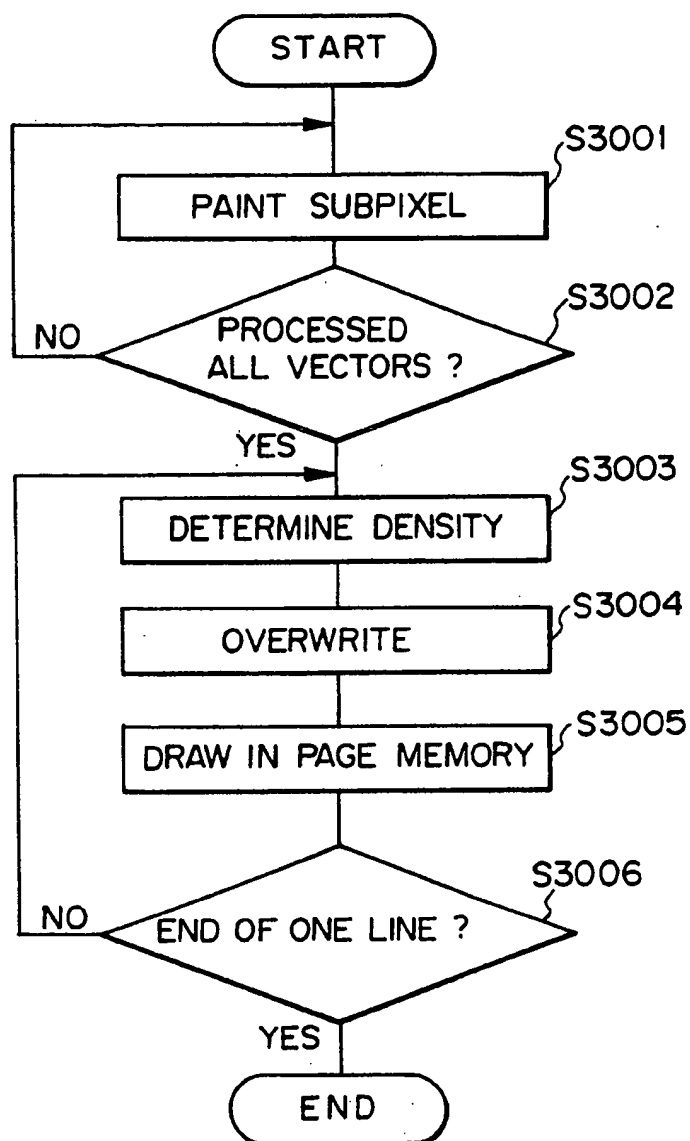 START
S3001
PAINT SUBPIXEL
S3002
NO
PROCESSED
ALL VECTORS ?
YES
S3003
DETERMINE DENSITY
S3004
OVERWRITE
S3005
DRAW IN PAGE MEMORY
S3006
NO
END OF ONE LINE ?
YES
END